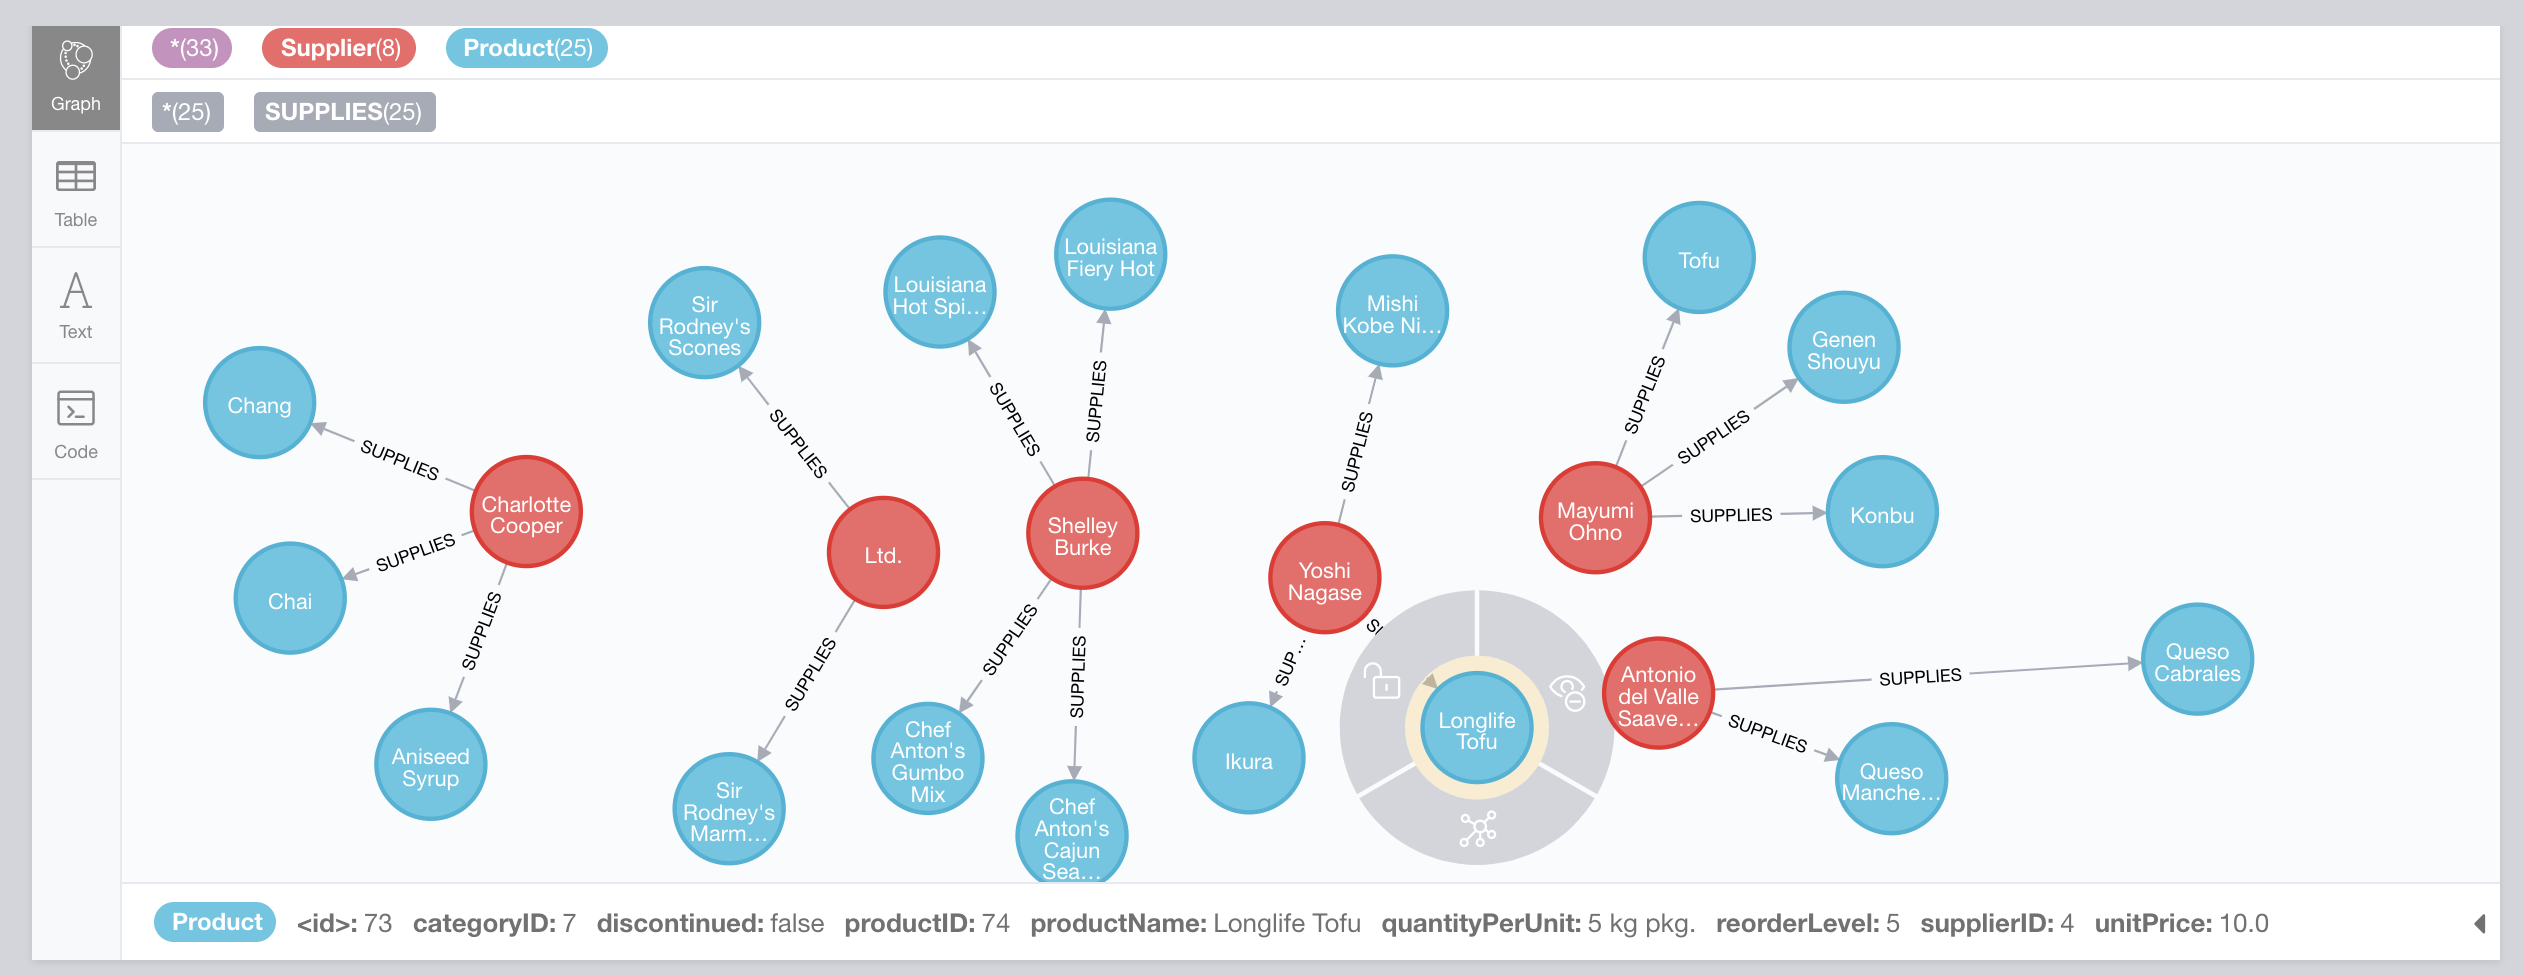 *(33) Supplier(8) Product(25)
Graph
*(25) SUPPLIES(25)
Table
Text
Code
Chang
SUPPLIES
Charlotte
Cooper
SUPPLIES
Chai
SUPPLIES
Aniseed
Syrup
Sir
Rodney's
Scones
SUPPLIES
Ltd.
SUPPLIES
Sir
Rodney's
Marm...
Louisiana
Hot Spi...
Louisiana
Fiery Hot
SUPPLIES
SUPPLIES
Shelley
Burke
SUPPLIES
SUPPLIES
Chef
Anton's
Gumbo
Mix
Chef
Anton's
Cajun
Sea...
Mishi
Kobe Ni...
SUPPLIES
Yoshi
Nagase
SUP...
Ikura
Longlife
Tofu
Tofu
SUPPLIES
Genen
Shouyu
SUPPLIES
Mayumi
Ohno
SUPPLIES
Konbu
Antonio
del Valle
Saave...
SUPPLIES
Queso
Cabrales
SUPPLIES
Queso
Manche...
Product <id>: 73 categoryID: 7 discontinued: false productID: 74 productName: Longlife Tofu quantityPerUnit: 5 kg pkg. reorderLevel: 5 supplierID: 4 unitPrice: 10.0